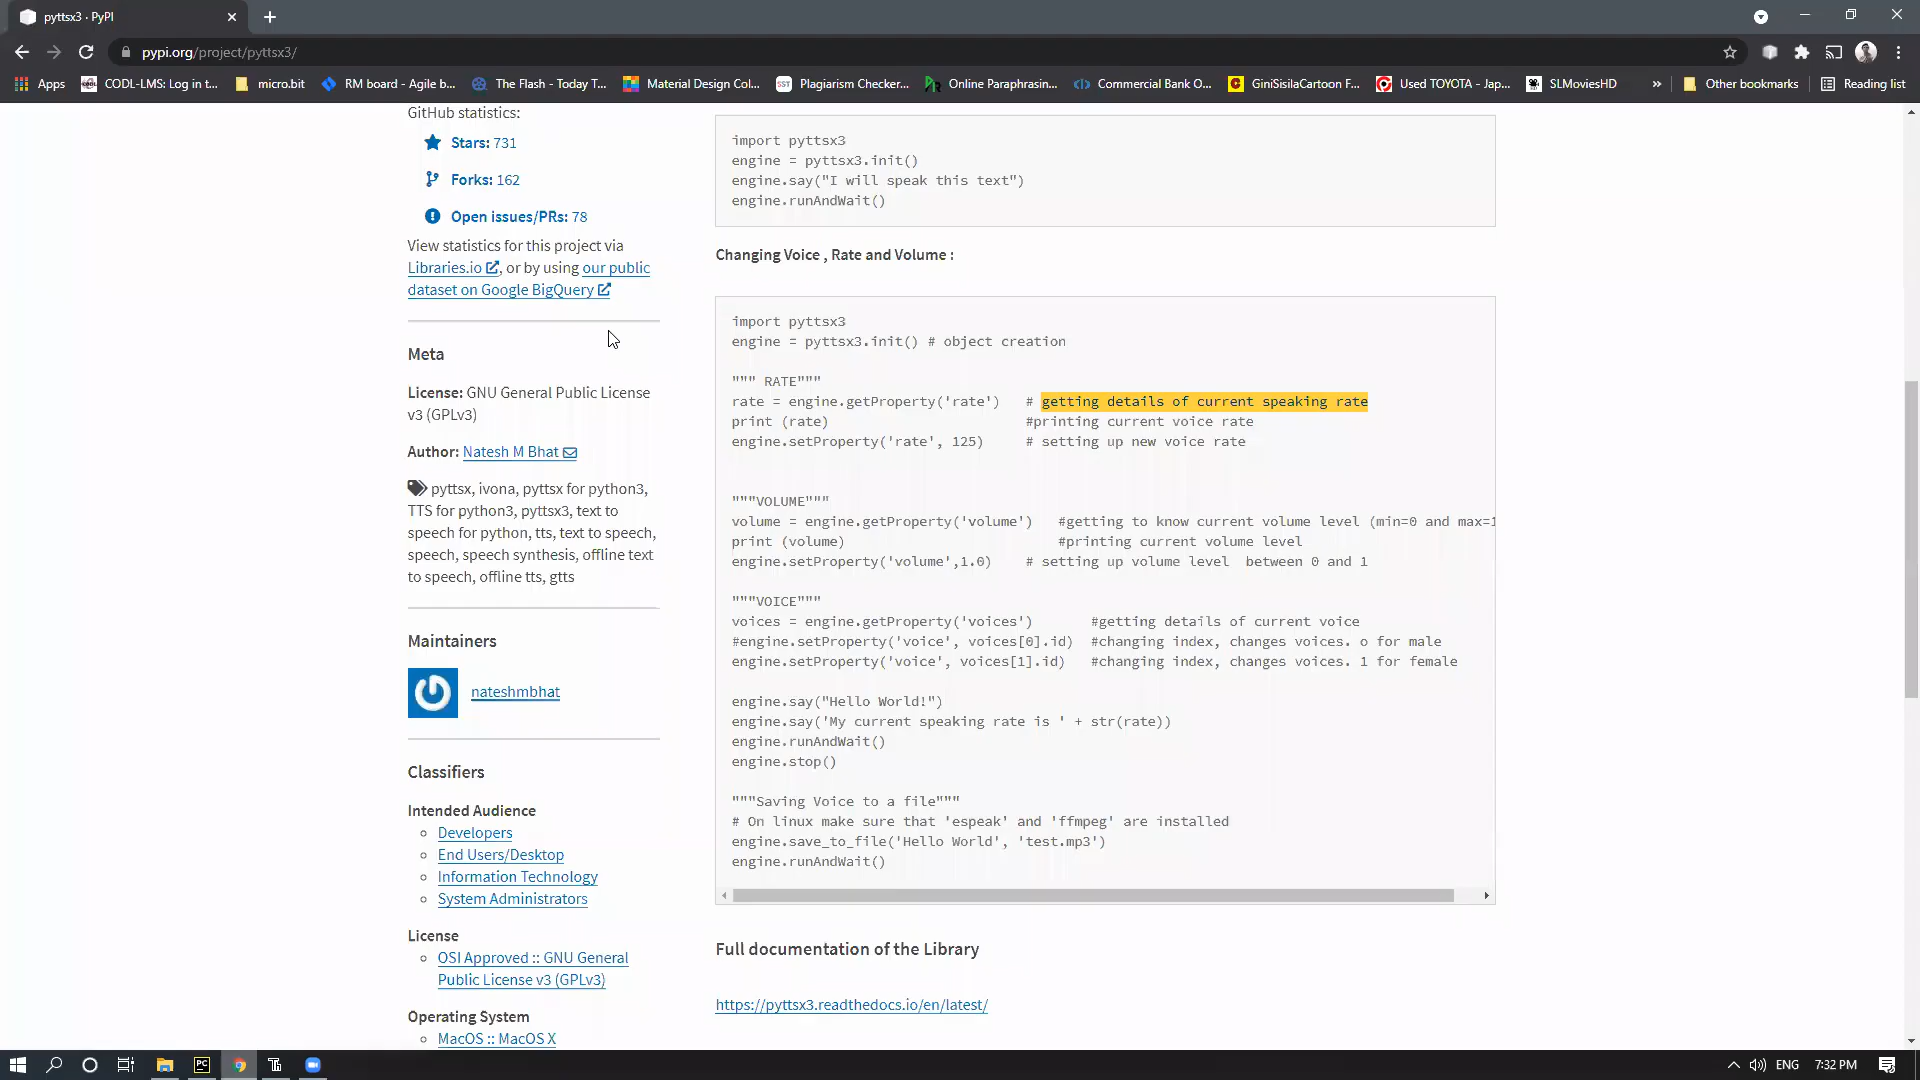 pyttsx3 · PyPI
pypi.org/project/pyttsx3/
Apps
CODL-LMS: Log in t...
micro.bit
RM board - Agile b...
The Flash - Today T...
Material Design Col...
Plagiarism Checker...
Online Paraphrasin...
Commercial Bank O...
GiniSisilaCartoon F...
Used TOYOTA - Jap...
SLMoviesHD
»
Other bookmarks
Reading list
GitHub statistics:
Stars: 731
Forks: 162
Open issues/PRs: 78
View statistics for this project via
Libraries.io, or by using our public
dataset on Google BigQuery
Meta
License: GNU General Public License
v3 (GPLv3)
Author: Natesh M Bhat
pyttsx, ivona, pyttsx for python3,
TTS for python3, pyttsx3, text to
speech for python, tts, text to speech,
speech, speech synthesis, offline text
to speech, offline tts, gtts
Maintainers
nateshmbhat
Classifiers
Intended Audience
Developers
End Users/Desktop
Information Technology
System Administrators
License
OSI Approved :: GNU General
Public License v3 (GPLv3)
Operating System
MacOS :: MacOS X
import pyttsx3
engine = pyttsx3.init()
engine.say("I will speak this text")
engine.runAndWait()
Changing Voice , Rate and Volume :
import pyttsx3
engine = pyttsx3.init() # object creation
""" RATE"""
rate = engine.getProperty('rate')   # getting details of current speaking rate
print (rate)                        #printing current voice rate
engine.setProperty('rate', 125)     # setting up new voice rate
"""VOLUME"""
volume = engine.getProperty('volume')   #getting to know current volume level (min=0 and max=1
print (volume)                          #printing current volume level
engine.setProperty('volume',1.0)    # setting up volume level  between 0 and 1
"""VOICE"""
voices = engine.getProperty('voices')       #getting details of current voice
#engine.setProperty('voice', voices[0].id)  #changing index, changes voices. o for male
engine.setProperty('voice', voices[1].id)   #changing index, changes voices. 1 for female
engine.say("Hello World!")
engine.say('My current speaking rate is ' + str(rate))
engine.runAndWait()
engine.stop()
"""Saving Voice to a file"""
# On linux make sure that 'espeak' and 'ffmpeg' are installed
engine.save_to_file('Hello World', 'test.mp3')
engine.runAndWait()
Full documentation of the Library
https://pyttsx3.readthedocs.io/en/latest/
ENG
7:32 PM